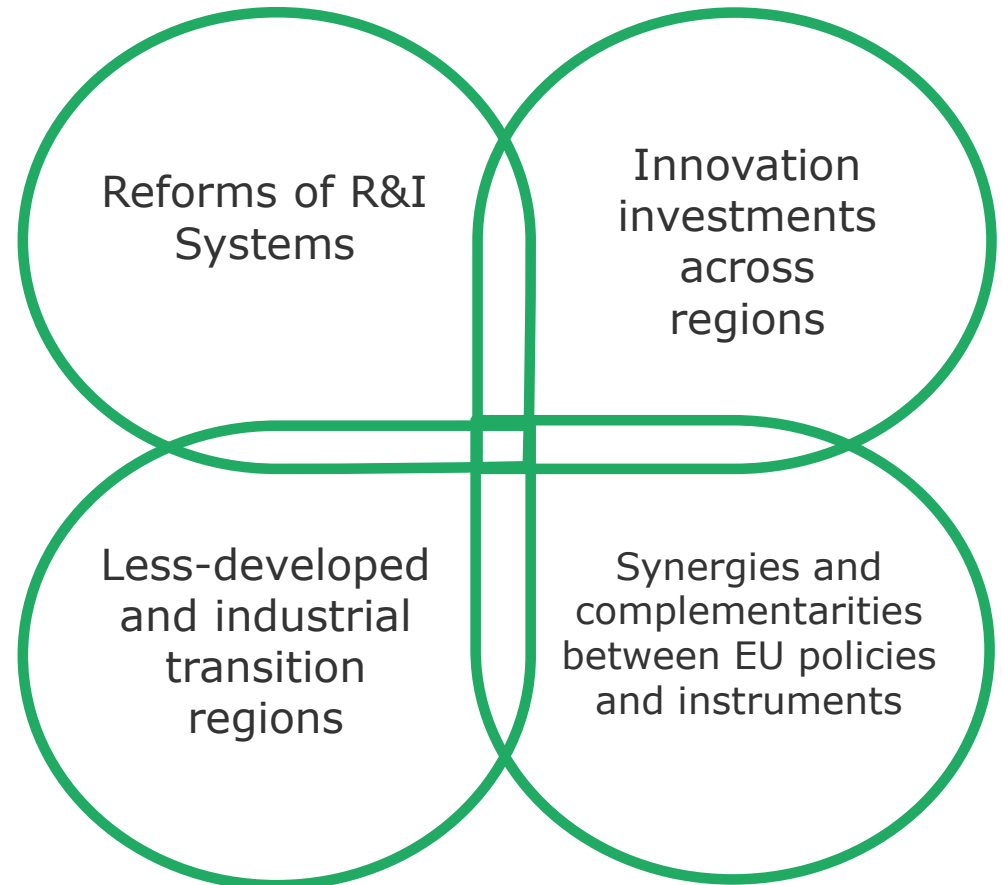 Reforms of R&I
Systems
Innovation
investments
across
regions
Less-developed
and industrial
transition
regions
Synergies and
complementarities
between EU policies
and instruments